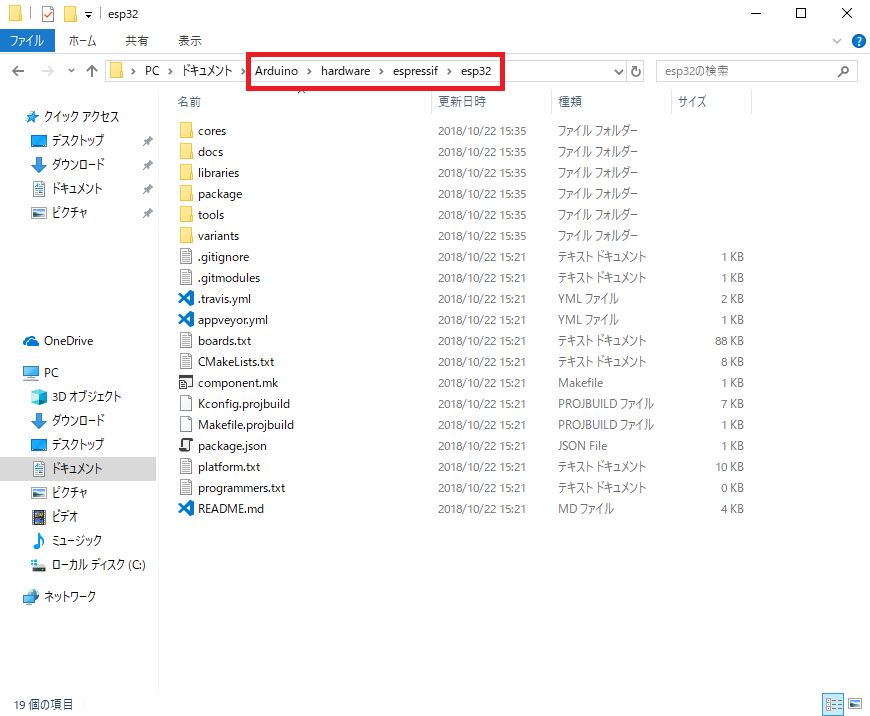 esp32
ファイル ホーム 共有 表示
PC ドキュメント Arduino hardware espressif esp32 esp32の検索
名前 更新日時 種類 サイズ
クイック アクセス
デスクトップ
ダウンロード
ドキュメント
ピクチャ
OneDrive
PC
3D オブジェクト
ダウンロード
デスクトップ
ドキュメント
ピクチャ
ビデオ
ミュージック
ローカル ディスク (C:)
ネットワーク
cores 2018/10/22 15:35 ファイル フォルダー
docs 2018/10/22 15:35 ファイル フォルダー
libraries 2018/10/22 15:35 ファイル フォルダー
package 2018/10/22 15:35 ファイル フォルダー
tools 2018/10/22 15:35 ファイル フォルダー
variants 2018/10/22 15:35 ファイル フォルダー
.gitignore 2018/10/22 15:21 テキスト ドキュメント 1 KB
.gitmodules 2018/10/22 15:21 テキスト ドキュメント 1 KB
.travis.yml 2018/10/22 15:21 YML ファイル 2 KB
appveyor.yml 2018/10/22 15:21 YML ファイル 1 KB
boards.txt 2018/10/22 15:21 テキスト ドキュメント 88 KB
CMakeLists.txt 2018/10/22 15:21 テキスト ドキュメント 8 KB
component.mk 2018/10/22 15:21 Makefile 1 KB
Kconfig.projbuild 2018/10/22 15:21 PROJBUILD ファイル 7 KB
Makefile.projbuild 2018/10/22 15:21 PROJBUILD ファイル 1 KB
package.json 2018/10/22 15:21 JSON File 1 KB
platform.txt 2018/10/22 15:21 テキスト ドキュメント 10 KB
programmers.txt 2018/10/22 15:21 テキスト ドキュメント 0 KB
README.md 2018/10/22 15:21 MD ファイル 4 KB
19 個の項目